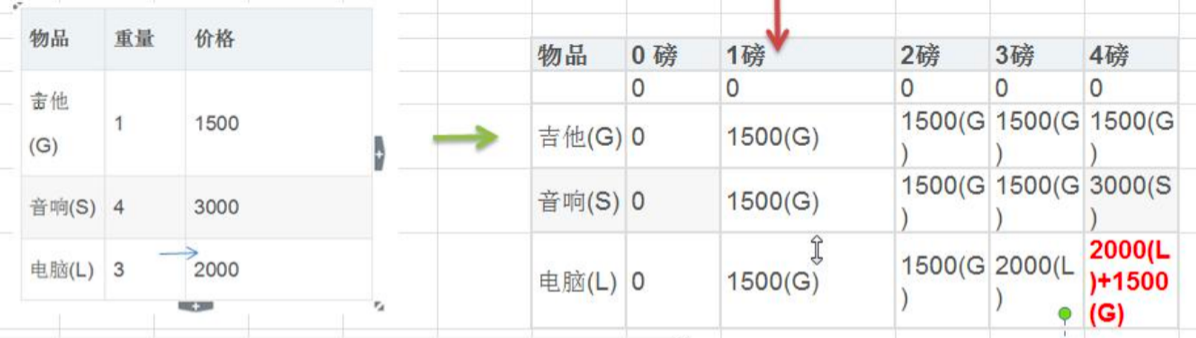 物品 重量 价格
吉他
(G) 1 1500
音响(S) 4 3000
电脑(L) 3 2000
物品 0 磅 1磅 2磅 3磅 4磅
0 0 0 0 0
吉他(G) 0 1500(G) 1500(G) 1500(G) 1500(G)
音响(S) 0 1500(G) 1500(G) 1500(G) 3000(S)
电脑(L) 0 1500(G) 1500(G) 2000(L) 2000(L)+1500(G)